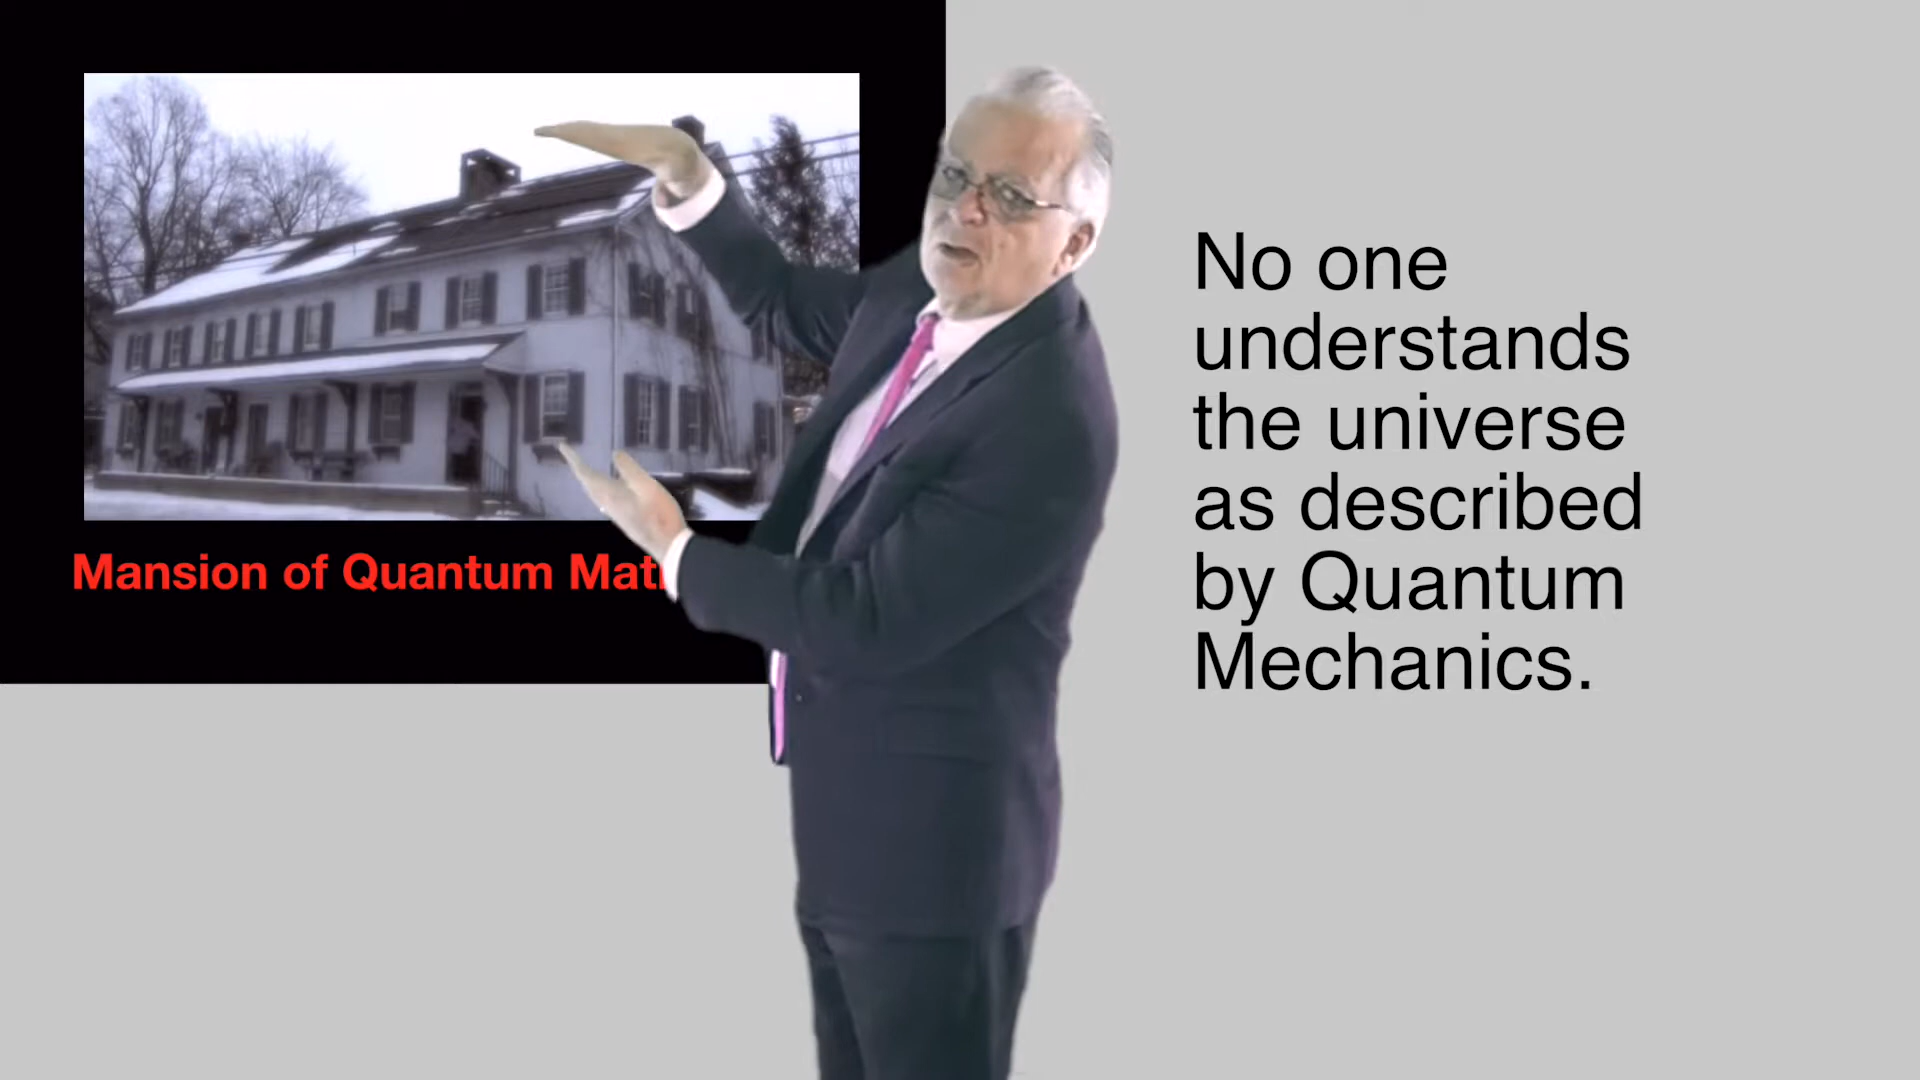 Mansion of Quantum
No one
understands
the universe
as described
by Quantum
Mechanics.